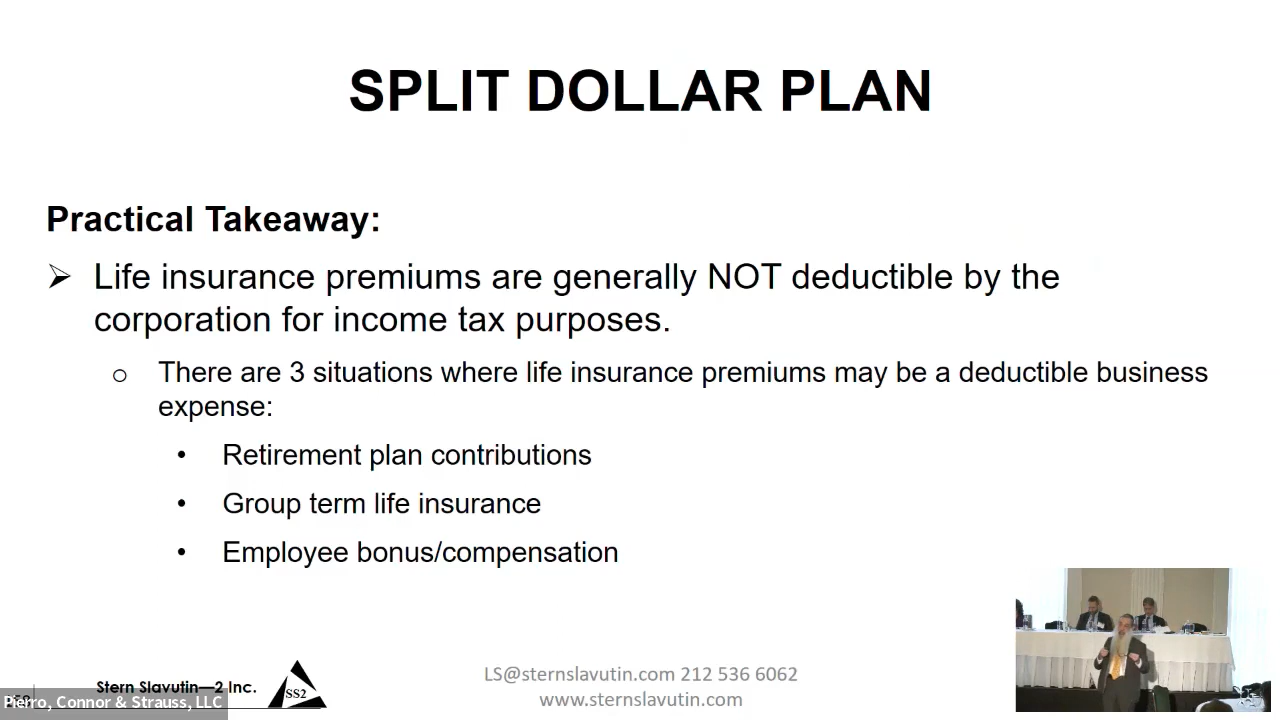 SPLIT DOLLAR PLAN
Practical Takeaway:
Life insurance premiums are generally NOT deductible by the
corporation for income tax purposes.
There are 3 situations where life insurance premiums may be a deductible business
expense:
• Retirement plan contributions
• Group term life insurance
• Employee bonus/compensation
Stern Slavutin—2 Inc.
SS2
LS@sternslavutin.com 212 536 6062
www.sternslavutin.com
Pierro, Connor & Strauss, LLC